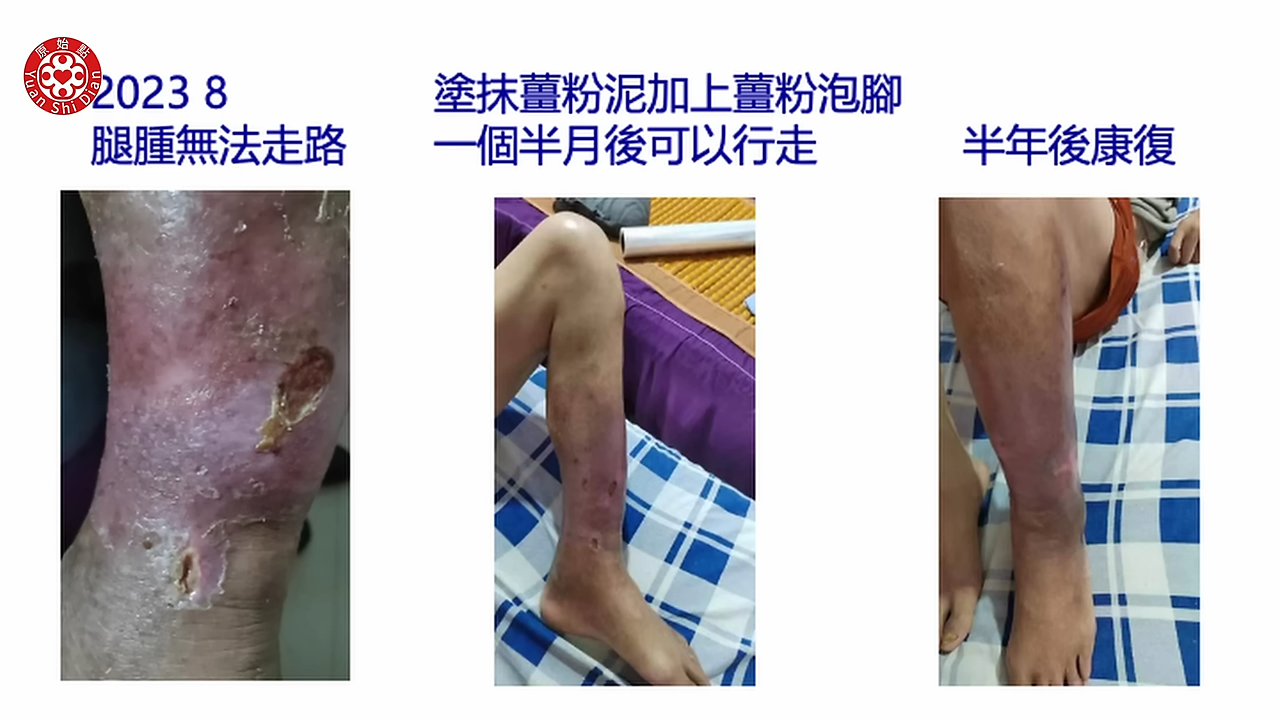 原始點
Yuan Shi Dian
2023 8
腿腫無法走路
塗抹薑粉泥加上薑粉泡腳
一個半月後可以行走
半年後康復